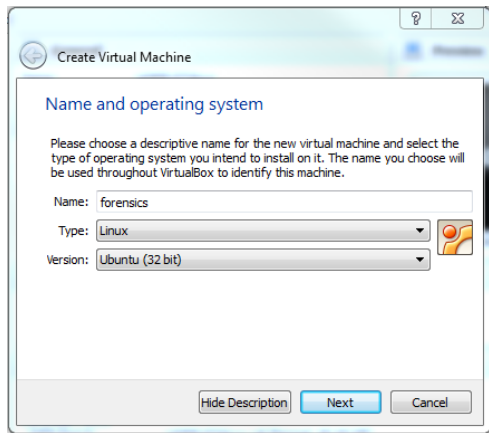 Create Virtual Machine
Name and operating system
Please choose a descriptive name for the new virtual machine and select the
type of operating system you intend to install on it. The name you choose will
be used throughout VirtualBox to identify this machine.
Name: forensics
Type: Linux
Version: Ubuntu (32 bit)
Hide Description Next Cancel